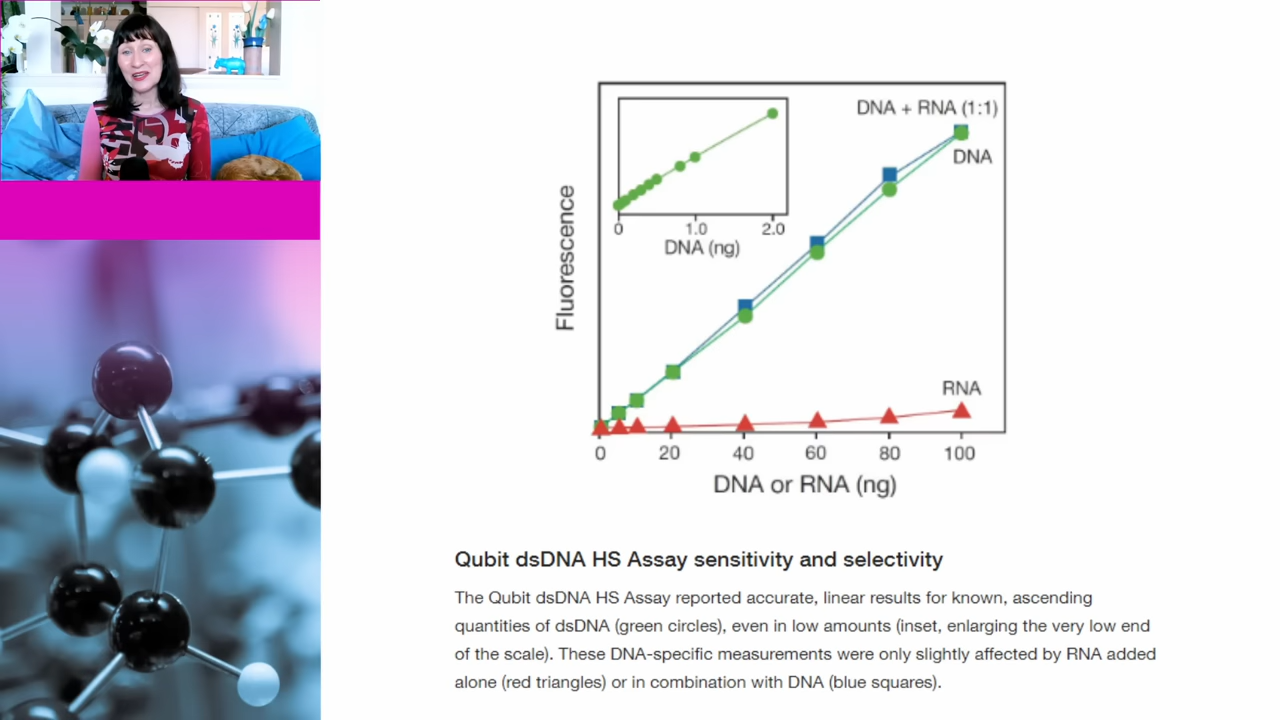 DNA + RNA (1:1)
DNA
Fluorescence
0 1.0 2.0
DNA (ng)
RNA
0 20 40 60 80 100
DNA or RNA (ng)
Qubit dsDNA HS Assay sensitivity and selectivity
The Qubit dsDNA HS Assay reported accurate, linear results for known, ascending
quantities of dsDNA (green circles), even in low amounts (inset, enlarging the very low end
of the scale). These DNA-specific measurements were only slightly affected by RNA added
alone (red triangles) or in combination with DNA (blue squares).